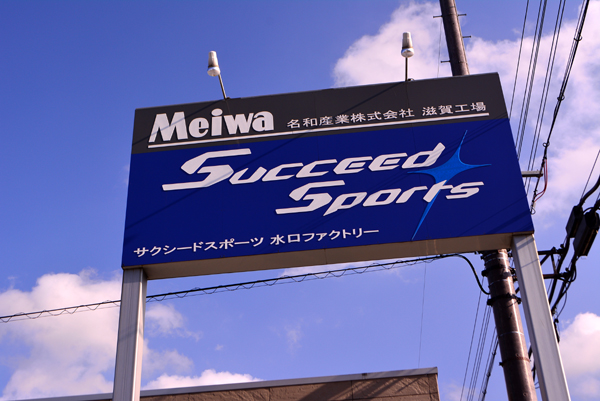 Meiwa 名和産業株式会社 滋賀工場
Succeed
Sports
サクシードスポーツ 水口ファクトリー